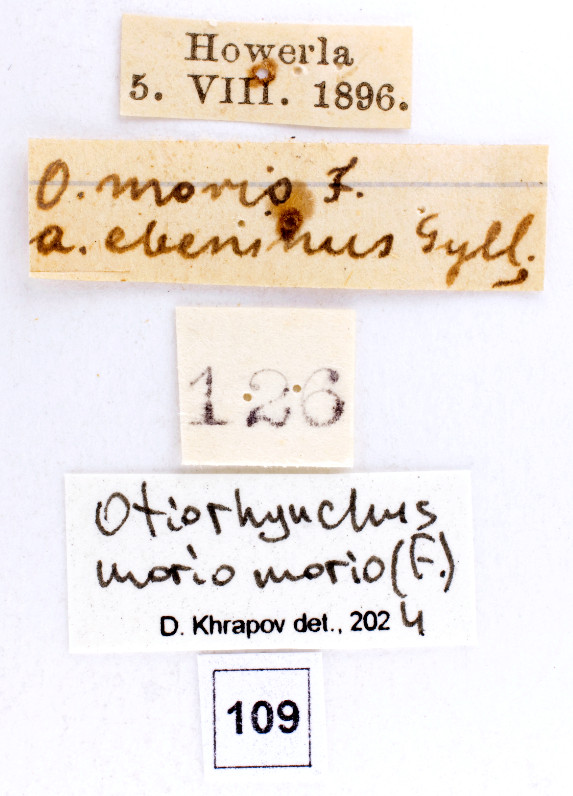 Howerla
5. VIII. 1896.
O. morio F.
a. ebeninus Gyll.
126
Otiorhynchus
morio morio (F.)
D. Khrapov det., 2024
109